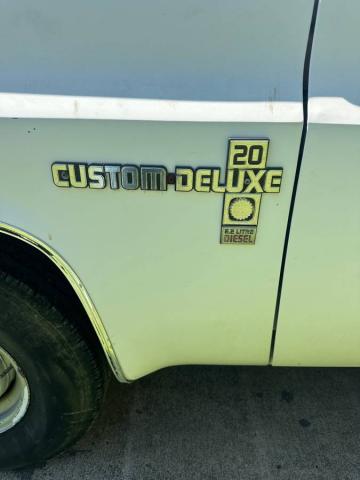 20
CUSTOM DELUXE
6.2 LITRE
DIESEL